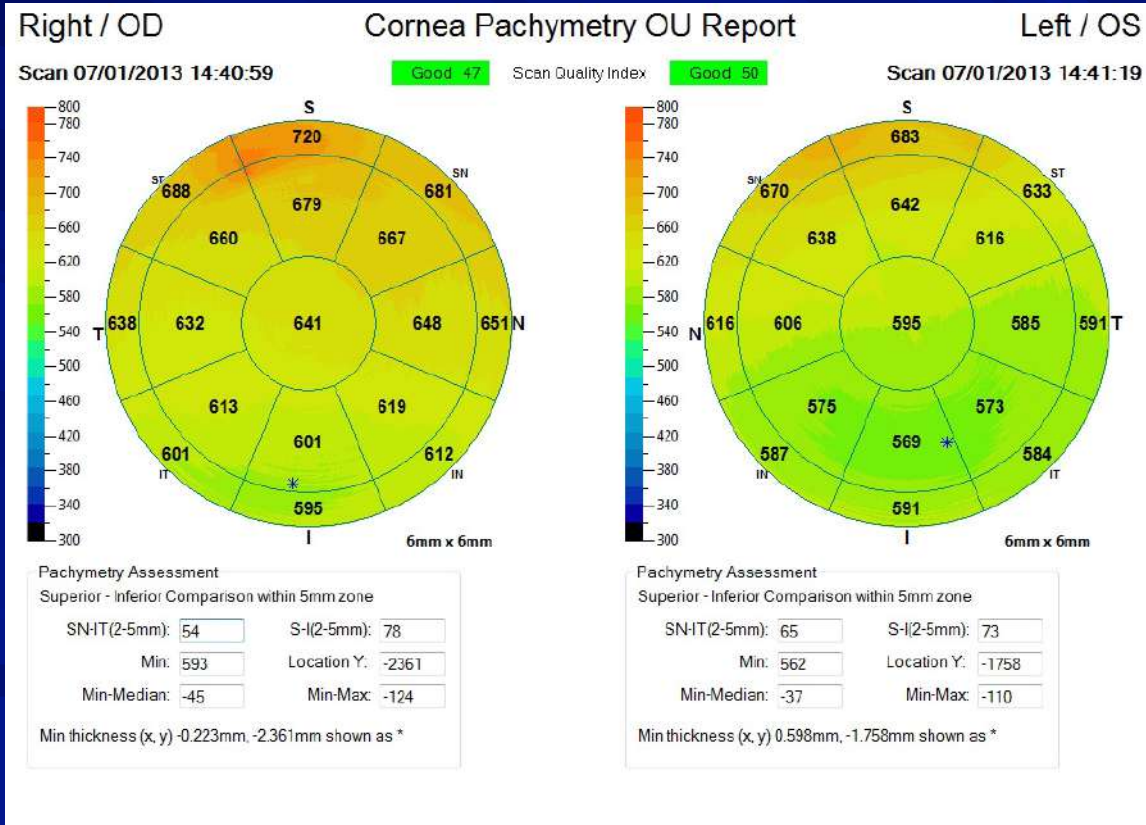 Right / OD Cornea Pachymetry OU Report Left / OS
Scan 07/01/2013 14:40:59 Good 47 Scan Quality Index Good 50 Scan 07/01/2013 14:41:19
800
780
740
700
660
620
580
540
500
460
420
380
340
300
S
720
ST 688 681 SN
679
660 667
T 638 632 641 648 651 N
613 619
601
601 612
IT IN
595
I
6mm x 6mm
800
780
740
700
660
620
580
540
500
460
420
380
340
300
S
683
SN 670 633 ST
642
638 616
N 616 606 595 585 591 T
575 573
569
587 584
IN IT
591
I
6mm x 6mm
Pachymetry Assessment
Superior - Inferior Comparison within 5mm zone
SN-IT(2-5mm): 54 S-I(2-5mm): 78
Min: 593 Location Y: -2361
Min-Median: -45 Min-Max: -124
Min thickness (x, y) -0.223mm, -2.361mm shown as *
Pachymetry Assessment
Superior - Inferior Comparison within 5mm zone
SN-IT(2-5mm): 65 S-I(2-5mm): 73
Min: 562 Location Y: -1758
Min-Median: -37 Min-Max: -110
Min thickness (x, y) 0.598mm, -1.758mm shown as *